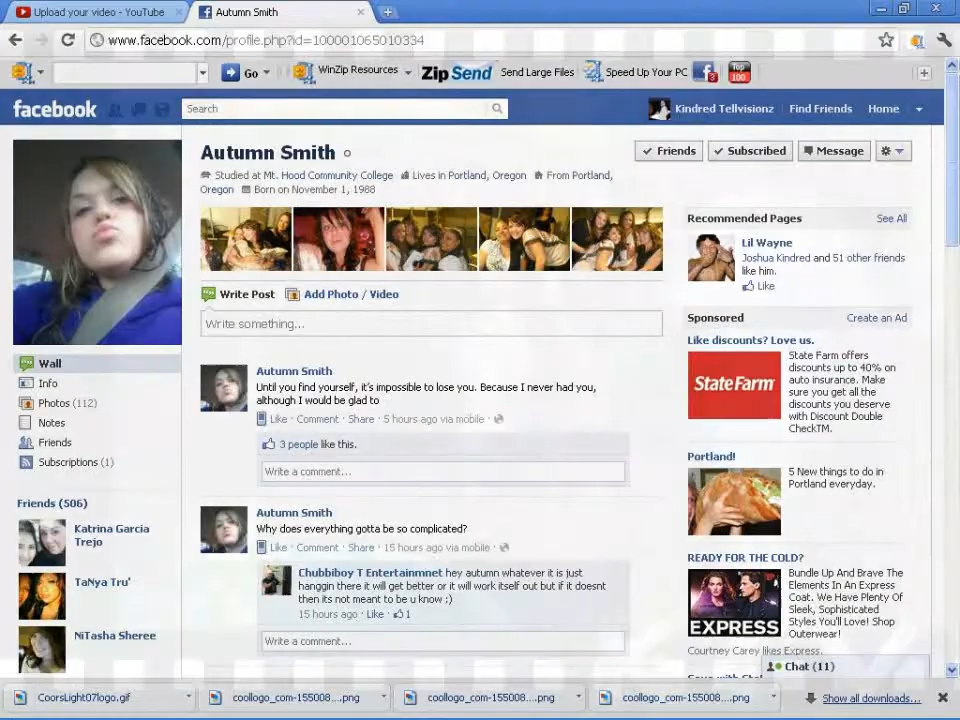 Upload your video - YouTube
Autumn Smith
www.facebook.com/profile.php?id=100001065010334
Go
WinZip Resources
ZipSend
Send Large Files
Speed Up Your PC
3
Top 100
facebook
Search
Kindred Tellvisionz
Find Friends
Home
Autumn Smith
Friends
Subscribed
Message
Studied at Mt. Hood Community College Lives in Portland, Oregon From Portland,
Oregon Born on November 1, 1988
Write Post
Add Photo / Video
Write something...
Wall
Info
Photos (112)
Notes
Friends
Subscriptions (1)
Friends (506)
Katrina Garcia
Trejo
TaNya Tru'
NiTasha Sheree
Autumn Smith
Until you find yourself, it's impossible to lose you. Because I never had you,
although I would be glad to
Like · Comment · Share · 5 hours ago via mobile ·
3 people like this.
Write a comment...
Autumn Smith
Why does everything gotta be so complicated?
Like · Comment · Share · 15 hours ago via mobile ·
Chubbiboy T Entertainmnet hey autumn whatever it is just
hanggin there it will get better or it will work itself out but if it doesnt
then its not meant to be u know :)
15 hours ago · Like · 1
Write a comment...
Recommended Pages
See All
Lil Wayne
Joshua Kindred and 51 other friends
like him.
Like
Sponsored
Create an Ad
Like discounts? Love us.
StateFarm
State Farm offers
discounts up to 40% on
auto insurance. Make
sure you get all the
discounts you deserve
with Discount Double
CheckTM.
Portland!
5 New things to do in
Portland everyday.
READY FOR THE COLD?
EXPRESS
Bundle Up And Brave The
Elements In An Express
Coat. We Have Plenty Of
Sleek, Sophisticated
Styles You'll Love! Shop
Outerwear!
Courtney Carey likes Express.
Chat (11)
CoorsLight07logo.gif
coollogo_com-155008....png
coollogo_com-155008....png
coollogo_com-155008....png
Show all downloads...